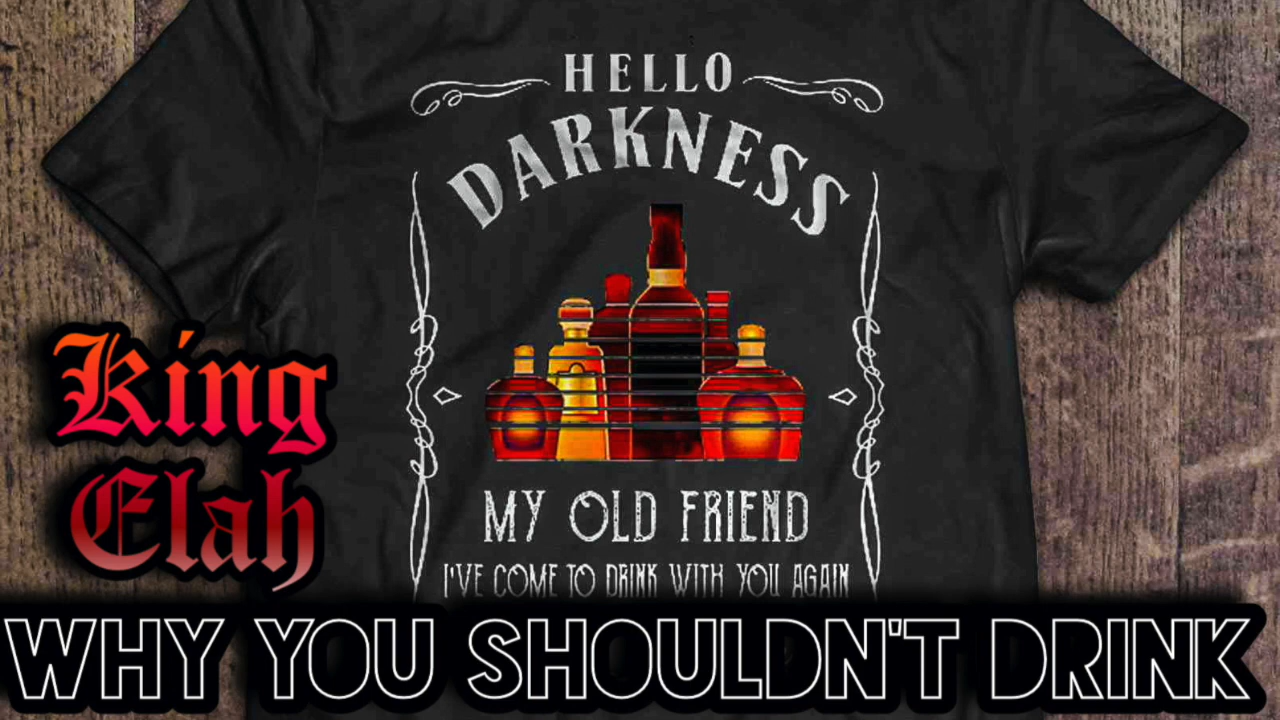 HELLO
DARKNESS
MY OLD FRIEND
I'VE COME TO DRINK WITH YOU AGAIN
King
Elah
WHY YOU SHOULDN'T DRINK